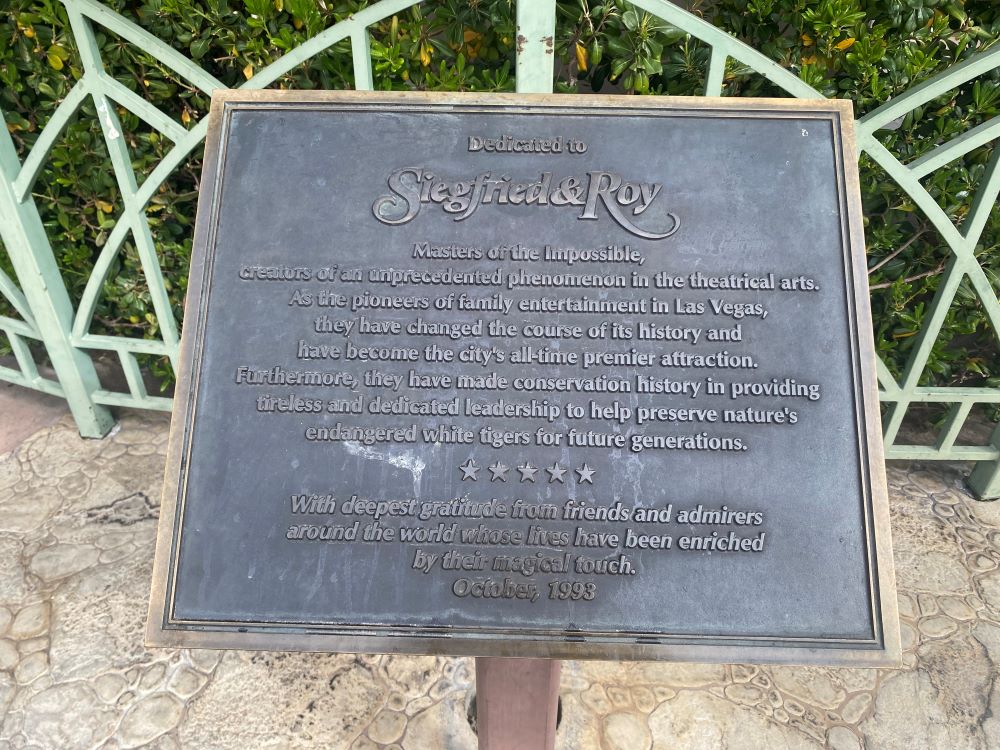 Dedicated to
Siegfried & Roy
Masters of the Impossible,
creators of an unprecedented phenomenon in the theatrical arts.
As the pioneers of family entertainment in Las Vegas,
they have changed the course of its history and
have become the city's all-time premier attraction.
Furthermore, they have made conservation history in providing
tireless and dedicated leadership to help preserve nature's
endangered white tigers for future generations.
With deepest gratitude from friends and admirers
around the world whose lives have been enriched
by their magical touch.
October, 1993